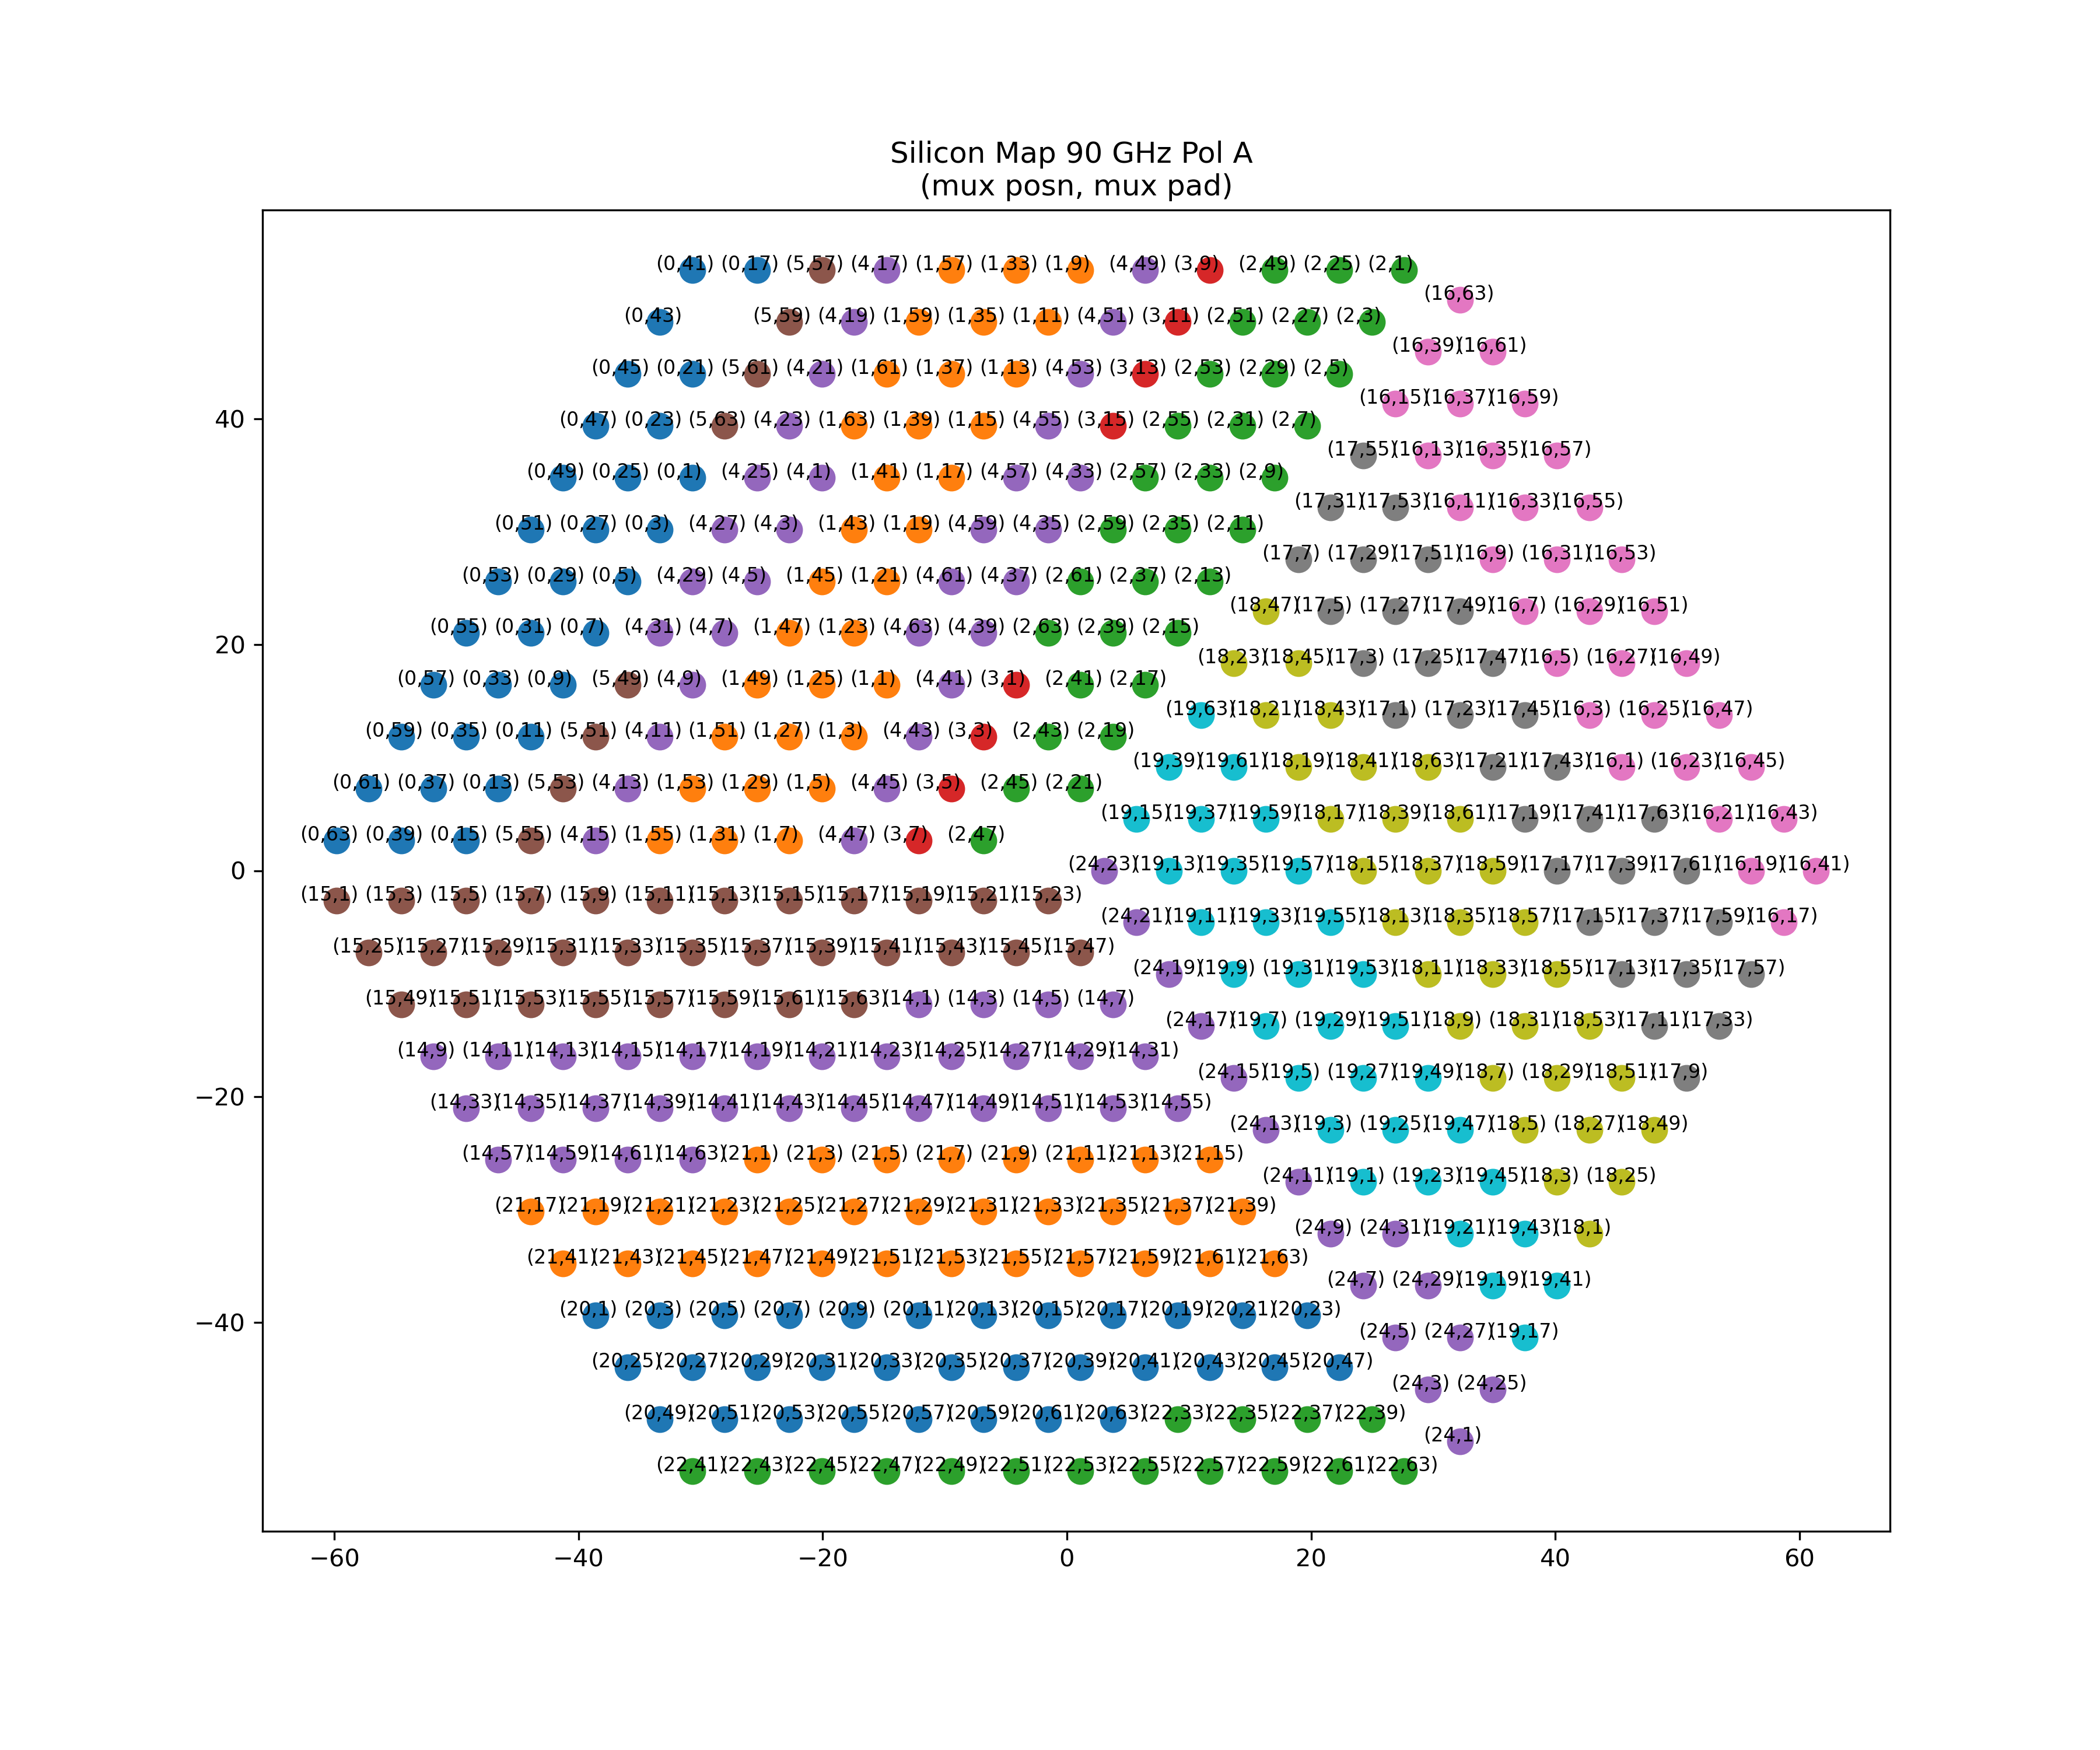 Silicon Map 90 GHz Pol A
(mux posn, mux pad)
(0,41) (0,17) (5,57) (4,17) (1,57) (1,33) (1,9) (4,49) (3,9) (2,49) (2,25) (2,1)
(16,63)
(0,43) (5,59) (4,19) (1,59) (1,35) (1,11) (4,51) (3,11) (2,51) (2,27) (2,3)
(16,39) (16,61)
(0,45) (0,21) (5,61) (4,21) (1,61) (1,37) (1,13) (4,53) (3,13) (2,53) (2,29) (2,5)
(16,15) (16,37) (16,59)
40
(0,47) (0,23) (5,63) (4,23) (1,63) (1,39) (1,15) (4,55) (3,15) (2,55) (2,31) (2,7)
(17,55) (16,13) (16,35) (16,57)
(0,49) (0,25) (0,1) (4,25) (4,1) (1,41) (1,17) (4,57) (4,33) (2,57) (2,33) (2,9)
(17,31) (17,53) (16,11) (16,33) (16,55)
(0,51) (0,27) (0,3) (4,27) (4,3) (1,43) (1,19) (4,59) (4,35) (2,59) (2,35) (2,11)
(17,7) (17,29) (17,51) (16,9) (16,31) (16,53)
(0,53) (0,29) (0,5) (4,29) (4,5) (1,45) (1,21) (4,61) (4,37) (2,61) (2,37) (2,13)
(18,47) (17,5) (17,27) (17,49) (16,7) (16,29) (16,51)
20
(0,55) (0,31) (0,7) (4,31) (4,7) (1,47) (1,23) (4,63) (4,39) (2,63) (2,39) (2,15)
(18,23) (18,45) (17,3) (17,25) (17,47) (16,5) (16,27) (16,49)
(0,57) (0,33) (0,9) (5,49) (4,9) (1,49) (1,25) (1,1) (4,41) (3,1) (2,41) (2,17)
(19,63) (18,21) (18,43) (17,1) (17,23) (17,45) (16,3) (16,25) (16,47)
(0,59) (0,35) (0,11) (5,51) (4,11) (1,51) (1,27) (1,3) (4,43) (3,3) (2,43) (2,19)
(19,39) (19,61) (18,19) (18,41) (18,63) (17,21) (17,43) (16,1) (16,23) (16,45)
(0,61) (0,37) (0,13) (5,53) (4,13) (1,53) (1,29) (1,5) (4,45) (3,5) (2,45) (2,21)
(19,15) (19,37) (19,59) (18,17) (18,39) (18,61) (17,19) (17,41) (17,63) (16,21) (16,43)
(0,63) (0,39) (0,15) (5,55) (4,15) (1,55) (1,31) (1,7) (4,47) (3,7) (2,47)
0
(24,23) (19,13) (19,35) (19,57) (18,15) (18,37) (18,59) (17,17) (17,39) (17,61) (16,19) (16,41)
(15,1) (15,3) (15,5) (15,7) (15,9) (15,11) (15,13) (15,15) (15,17) (15,19) (15,21) (15,23)
(24,21) (19,11) (19,33) (19,55) (18,13) (18,35) (18,57) (17,15) (17,37) (17,59) (16,17)
(15,25) (15,27) (15,29) (15,31) (15,33) (15,35) (15,37) (15,39) (15,41) (15,43) (15,45) (15,47)
(24,19) (19,9) (19,31) (19,53) (18,11) (18,33) (18,55) (17,13) (17,35) (17,57)
(15,49) (15,51) (15,53) (15,55) (15,57) (15,59) (15,61) (15,63) (14,1) (14,3) (14,5) (14,7)
(24,17) (19,7) (19,29) (19,51) (18,9) (18,31) (18,53) (17,11) (17,33)
(14,9) (14,11) (14,13) (14,15) (14,17) (14,19) (14,21) (14,23) (14,25) (14,27) (14,29) (14,31)
(24,15) (19,5) (19,27) (19,49) (18,7) (18,29) (18,51) (17,9)
−20
(14,33) (14,35) (14,37) (14,39) (14,41) (14,43) (14,45) (14,47) (14,49) (14,51) (14,53) (14,55)
(24,13) (19,3) (19,25) (19,47) (18,5) (18,27) (18,49)
(14,57) (14,59) (14,61) (14,63) (21,1) (21,3) (21,5) (21,7) (21,9) (21,11) (21,13) (21,15)
(24,11) (19,1) (19,23) (19,45) (18,3) (18,25)
(21,17) (21,19) (21,21) (21,23) (21,25) (21,27) (21,29) (21,31) (21,33) (21,35) (21,37) (21,39)
(24,9) (24,31) (19,21) (19,43) (18,1)
(21,41) (21,43) (21,45) (21,47) (21,49) (21,51) (21,53) (21,55) (21,57) (21,59) (21,61) (21,63)
(24,7) (24,29) (19,19) (19,41)
−40
(20,1) (20,3) (20,5) (20,7) (20,9) (20,11) (20,13) (20,15) (20,17) (20,19) (20,21) (20,23)
(24,5) (24,27) (19,17)
(20,25) (20,27) (20,29) (20,31) (20,33) (20,35) (20,37) (20,39) (20,41) (20,43) (20,45) (20,47)
(24,3) (24,25)
(20,49) (20,51) (20,53) (20,55) (20,57) (20,59) (20,61) (20,63) (22,33) (22,35) (22,37) (22,39)
(24,1)
(22,41) (22,43) (22,45) (22,47) (22,49) (22,51) (22,53) (22,55) (22,57) (22,59) (22,61) (22,63)
−60 −40 −20 0 20 40 60